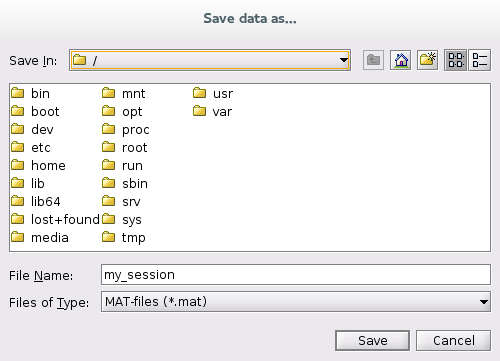 Save data as...
Save In: /
bin mnt usr
boot opt var
dev proc
etc root
home run
lib sbin
lib64 srv
lost+found sys
media tmp
File Name: my_session
Files of Type: MAT-files (*.mat)
Save Cancel